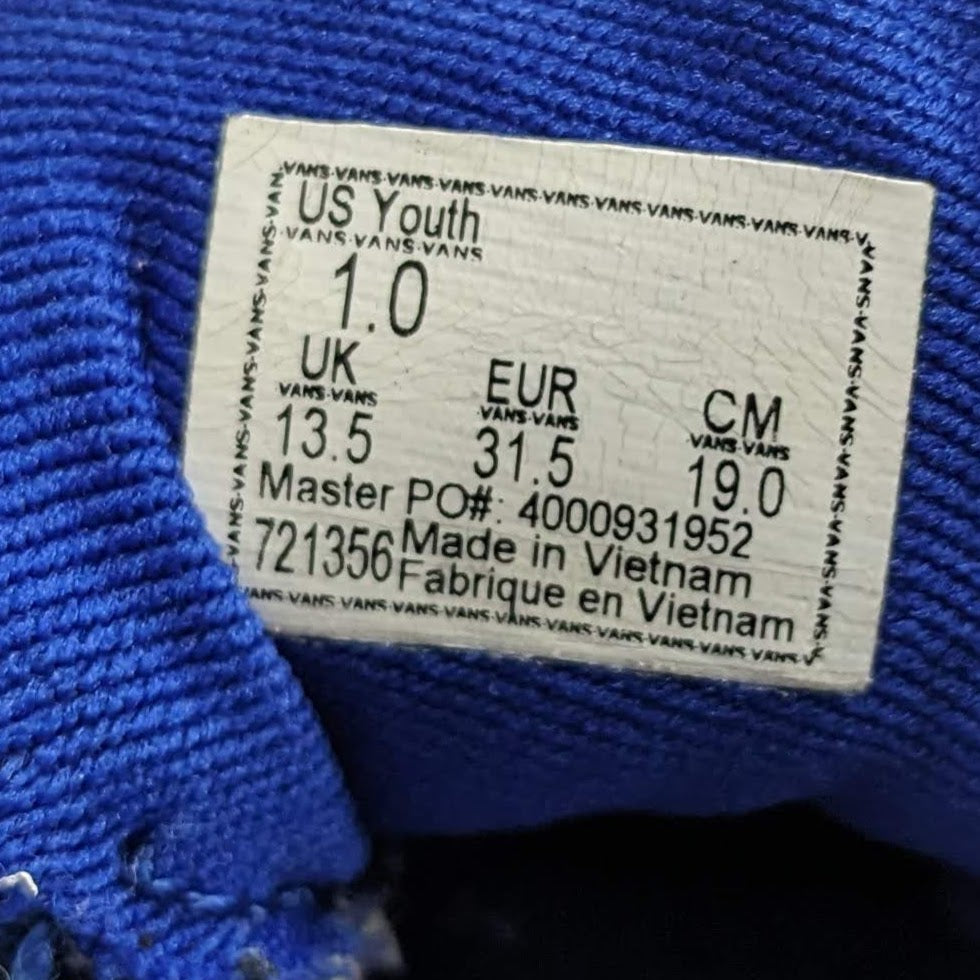 VANS·VANS·VANS·VANS·VANS·VANS·VANS·VANS·VANS·VANS·VANS·V
US Youth
VANS·VANS·VANS
1.0
UK EUR CM
VANS·VANS VANS·VANS VANS·VANS
13.5 31.5 19.0
Master PO#: 4000931952
721356 Made in Vietnam
Fabrique en Vietnam
VANS·VANS·VANS·VANS·VANS·VANS·VANS·VANS·VANS·VANS·V